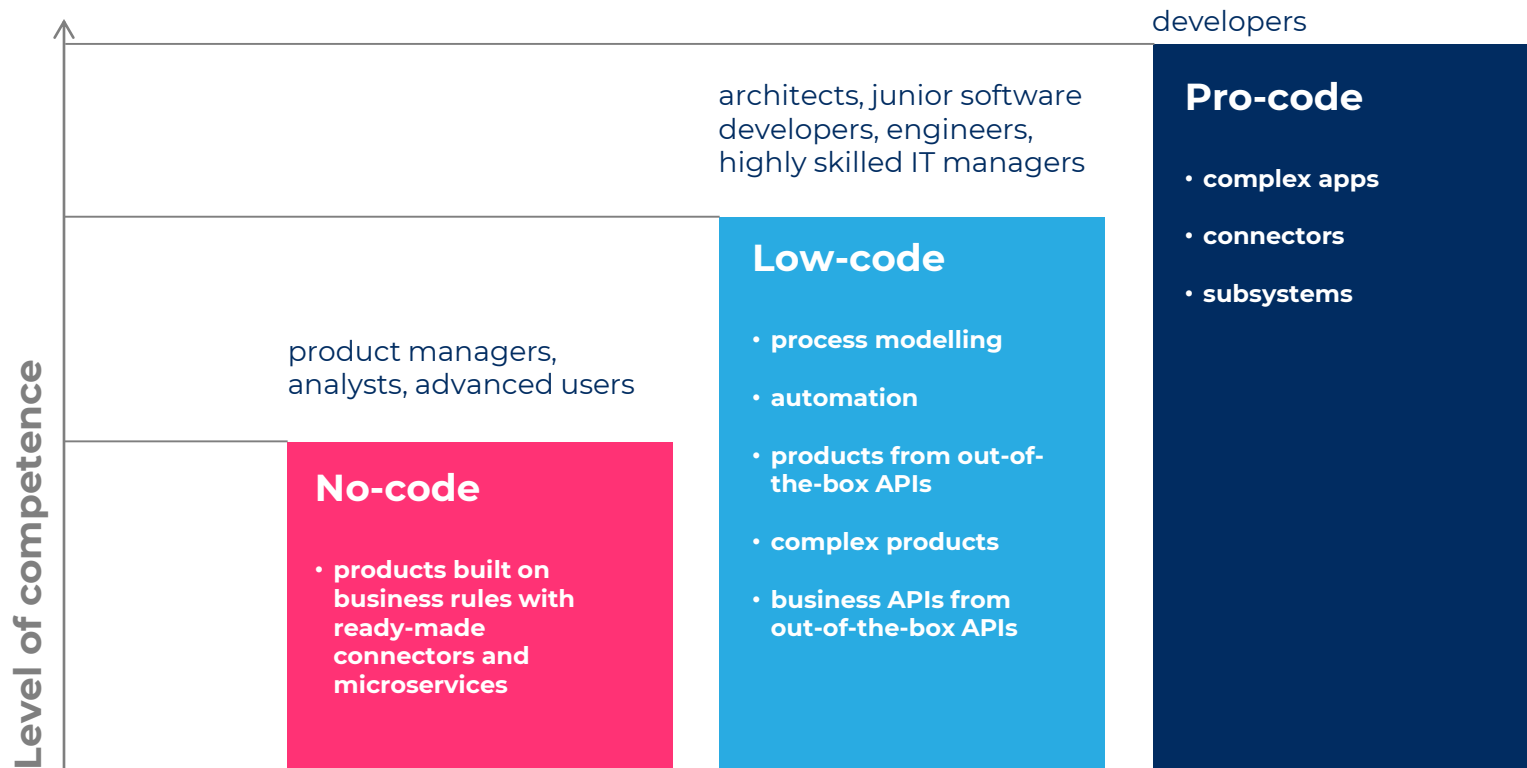 Level of competence
product managers,
analysts, advanced users
No-code
• products built on
business rules with
ready-made
connectors and
microservices
architects, junior software
developers, engineers,
highly skilled IT managers
Low-code
• process modelling
• automation
• products from out-of-
the-box APIs
• complex products
• business APIs from
out-of-the-box APIs
developers
Pro-code
• complex apps
• connectors
• subsystems